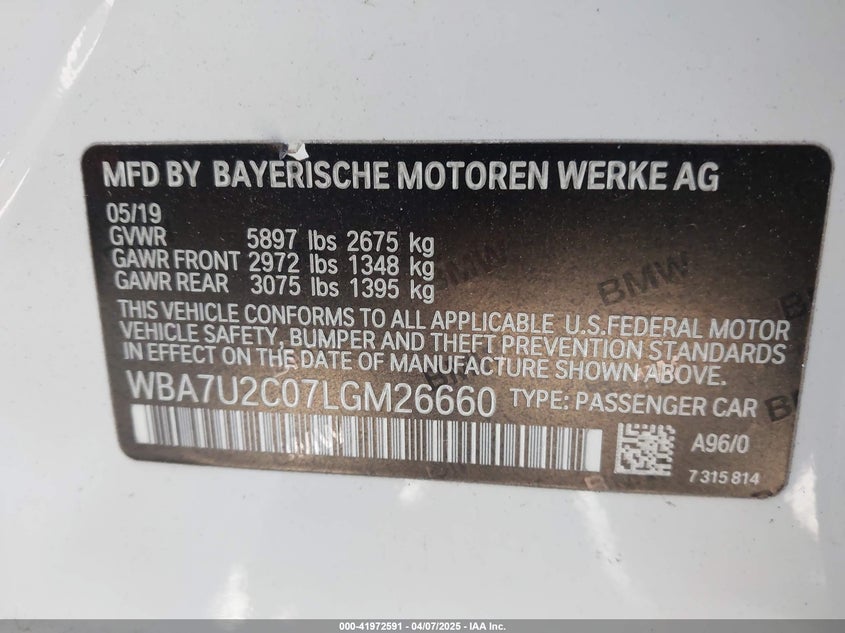 MFD BY BAYERISCHE MOTOREN WERKE AG
05/19
GVWR 5897 lbs 2675 kg
GAWR FRONT 2972 lbs 1348 kg
GAWR REAR 3075 lbs 1395 kg
THIS VEHICLE CONFORMS TO ALL APPLICABLE U.S.FEDERAL MOTOR
VEHICLE SAFETY, BUMPER AND THEFT PREVENTION STANDARDS
IN EFFECT ON THE DATE OF MANUFACTURE SHOWN ABOVE.
WBA7U2C07LGM26660 TYPE: PASSENGER CAR
A96/0
7 315 814
BMW
BMW
000-41972591 - 04/07/2025 - IAA Inc.